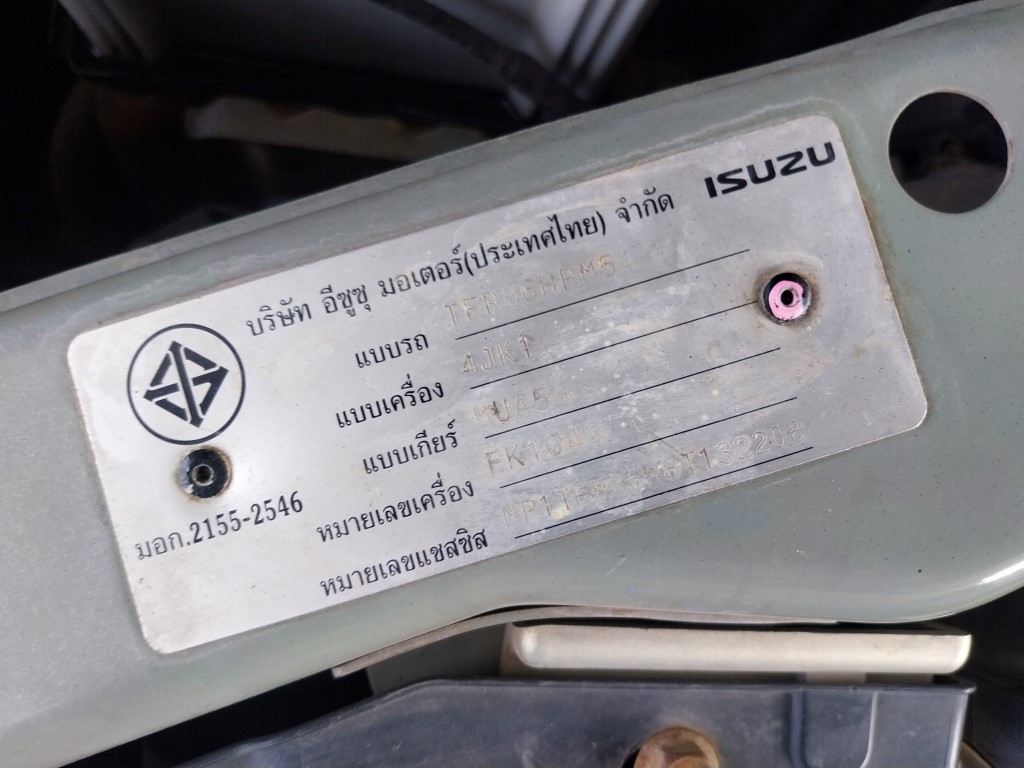 ISUZU
บริษัท อีซูซุ มอเตอร์(ประเทศไทย) จำกัด
แบบรถ
แบบเครื่อง 4JK1
แบบเกียร์
หมายเลขเครื่อง
หมายเลขแชสซิส
มอก.2155-2546